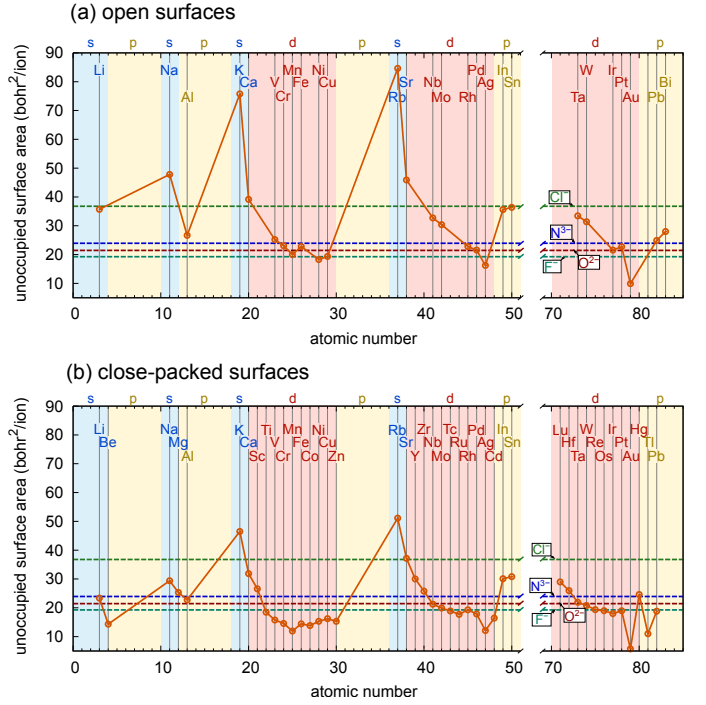 (a) open surfaces
s p s p s d p s d p d p
90
80
70
60
50
40
30
20
10
unoccupied surface area (bohr²/ion)
Li Na K Mn Ni Pd In W Ir
Ca V Fe Nb Sr Sn Pt Bi
Al Cr Cu Rb Mo Rh Ag Ta Au Pb
Cl⁻
N³⁻
F⁻ O²⁻
0 10 20 30 40 50 70 80
atomic number
(b) close-packed surfaces
s p s p s d p s d p d p
90
80
70
60
50
40
30
20
10
unoccupied surface area (bohr²/ion)
Li Na K Ti Mn Ni Rb Zr Tc Pd In Lu W Ir Hg
Be Mg Ca V Fe Cu Sr Nb Ru Ag Sn Hf Re Pt Tl
Al Sc Cr Co Zn Y Mo Rh Cd Ta Os Au Pb
Cl⁻
N³⁻
F⁻ O²⁻
0 10 20 30 40 50 70 80
atomic number